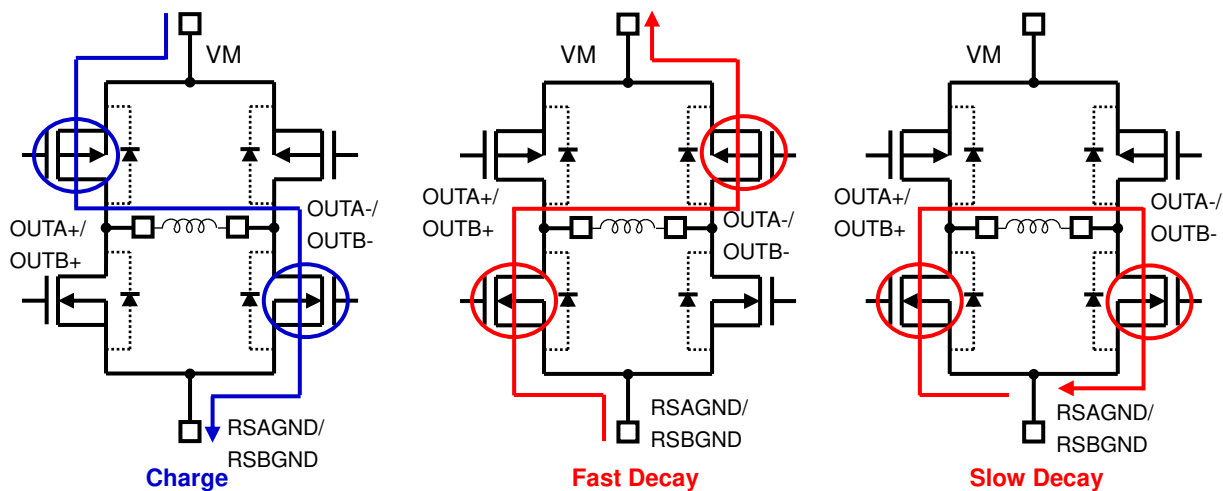 VM
OUTA+/
OUTB+
OUTA-/
OUTB-
RSAGND/
RSBGND
Charge
VM
OUTA+/
OUTB+
OUTA-/
OUTB-
RSAGND/
RSBGND
Fast Decay
VM
OUTA+/
OUTB+
OUTA-/
OUTB-
RSAGND/
RSBGND
Slow Decay